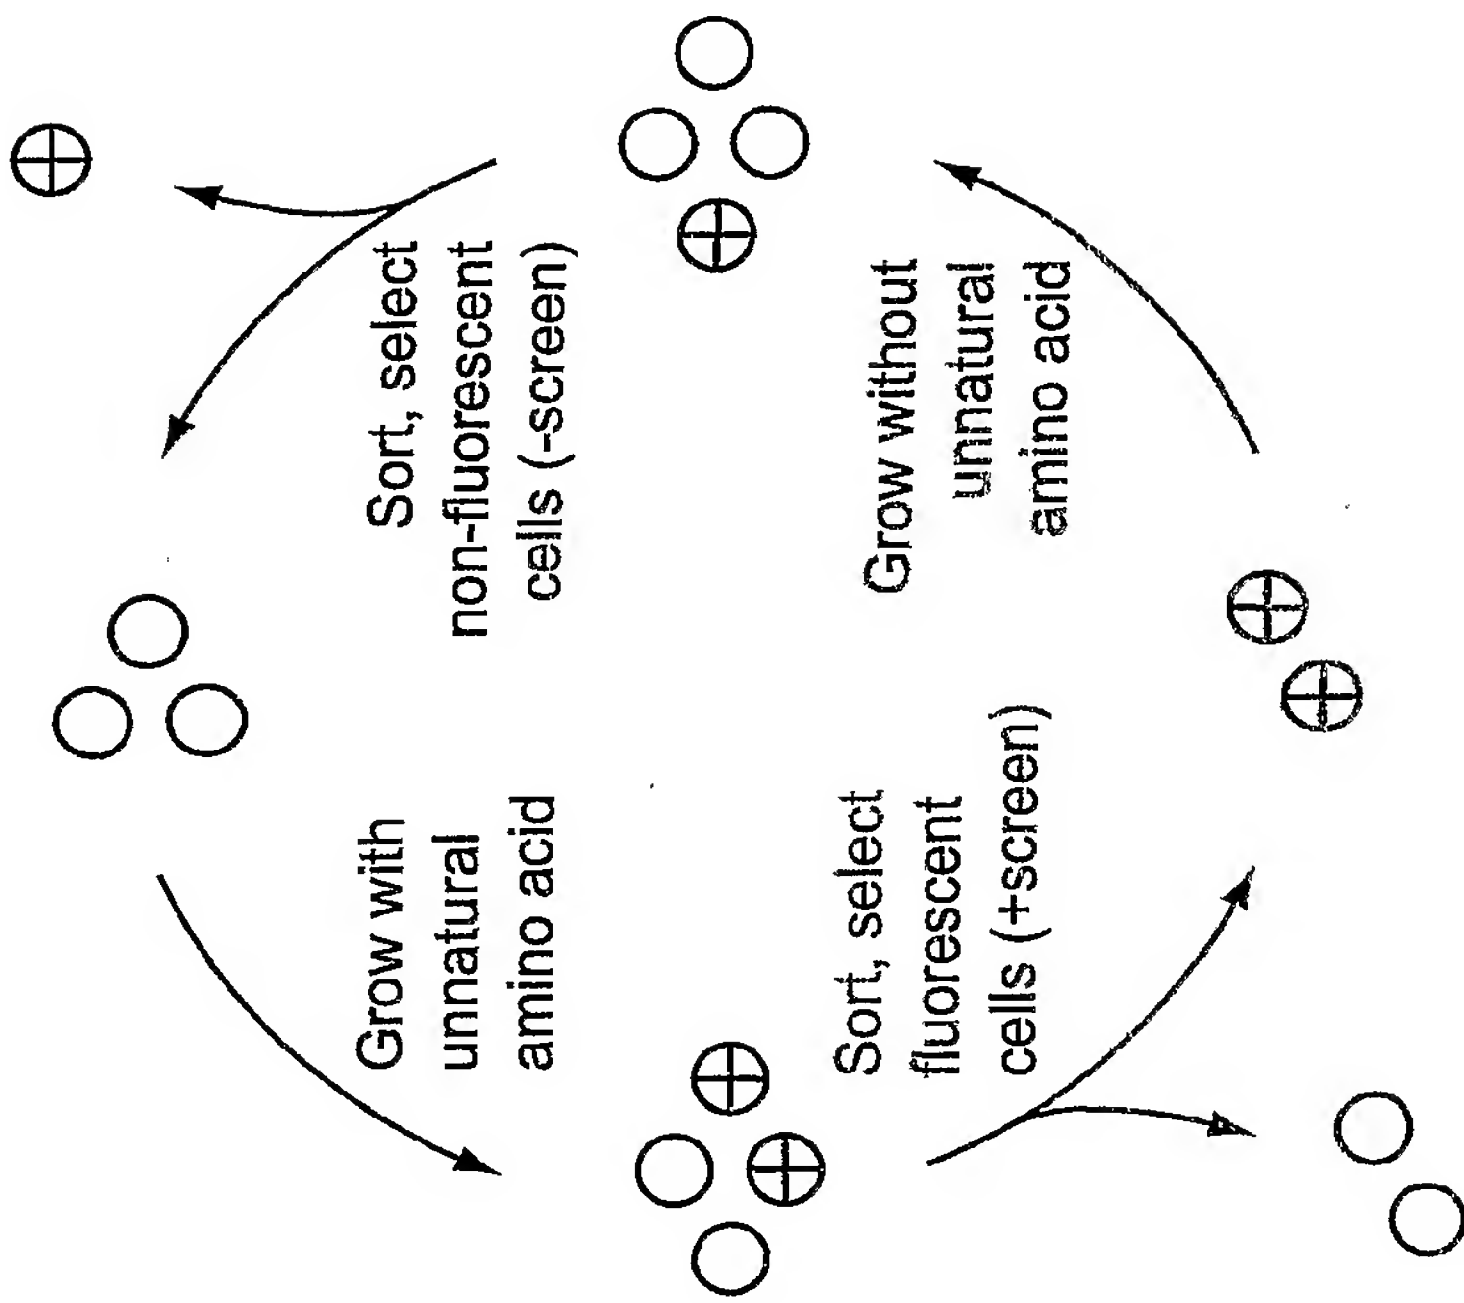 Grow with
unnatural
amino acid
Sort, select
fluorescent
cells (+screen)
Grow without
unnatural
amino acid
Sort, select
non-fluorescent
cells (-screen)